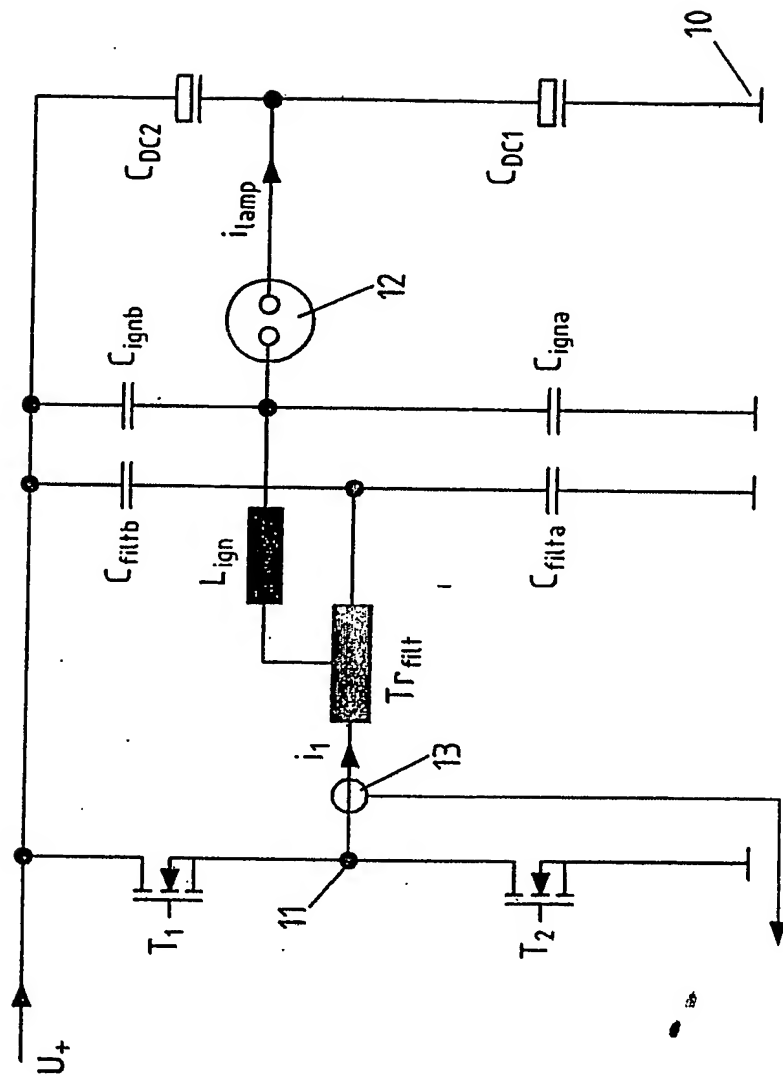 U+
T1
T2
11
i1
13
Trfilt
Lign
Cfiltb
Cfilta
Cignb
Cigna
12
ilamp
CDC2
CDC1
10